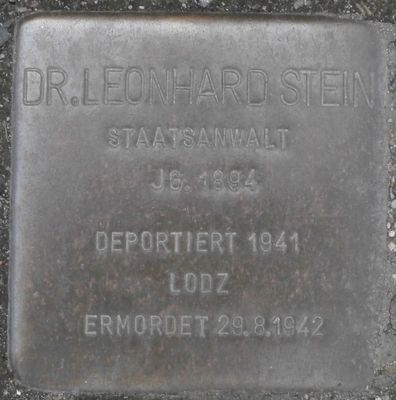 DR. LEONHARD STEIN
STAATSANWALT
JG. 1894
DEPORTIERT 1941
LODZ
ERMORDET 29.8.1942